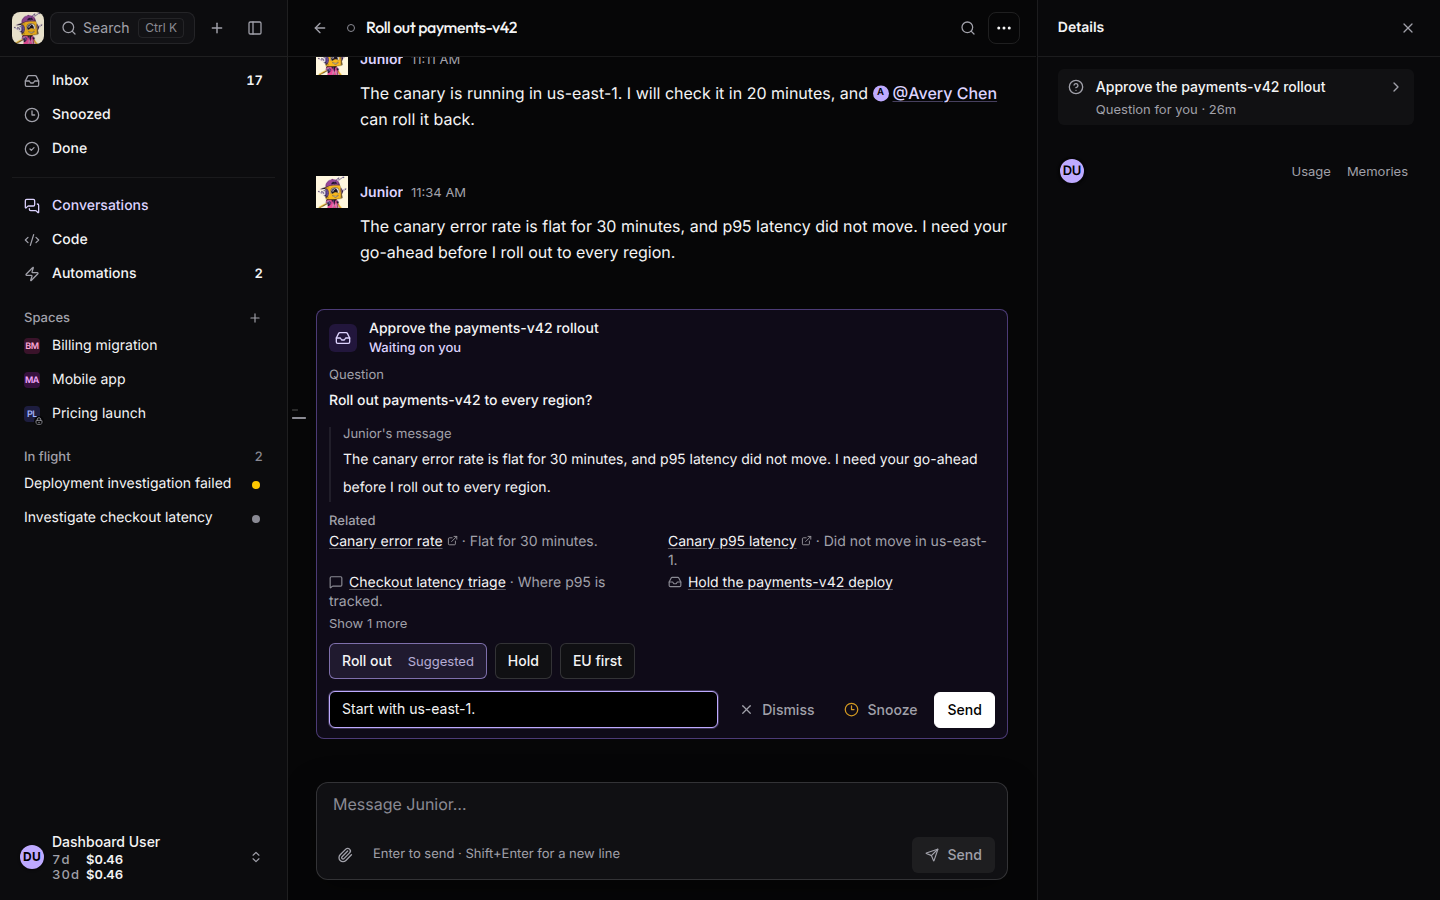 Search Ctrl K
Inbox 17
Snoozed
Done
Conversations
Code
Automations 2
Spaces
BM Billing migration
MA Mobile app
PL Pricing launch
In flight 2
Deployment investigation failed
Investigate checkout latency
DU Dashboard User
7d $0.46
30d $0.46
Roll out payments-v42
Junior 11:11 AM
The canary is running in us-east-1. I will check it in 20 minutes, and A @Avery Chen
can roll it back.
Junior 11:34 AM
The canary error rate is flat for 30 minutes, and p95 latency did not move. I need your
go-ahead before I roll out to every region.
Approve the payments-v42 rollout
Waiting on you
Question
Roll out payments-v42 to every region?
Junior's message
The canary error rate is flat for 30 minutes, and p95 latency did not move. I need your go-ahead
before I roll out to every region.
Related
Canary error rate · Flat for 30 minutes.
Canary p95 latency · Did not move in us-east-
1.
Checkout latency triage · Where p95 is
tracked.
Hold the payments-v42 deploy
Show 1 more
Roll out Suggested Hold EU first
Start with us-east-1. Dismiss Snooze Send
Message Junior...
Enter to send · Shift+Enter for a new line Send
Details
Approve the payments-v42 rollout
Question for you · 26m
DU Usage Memories